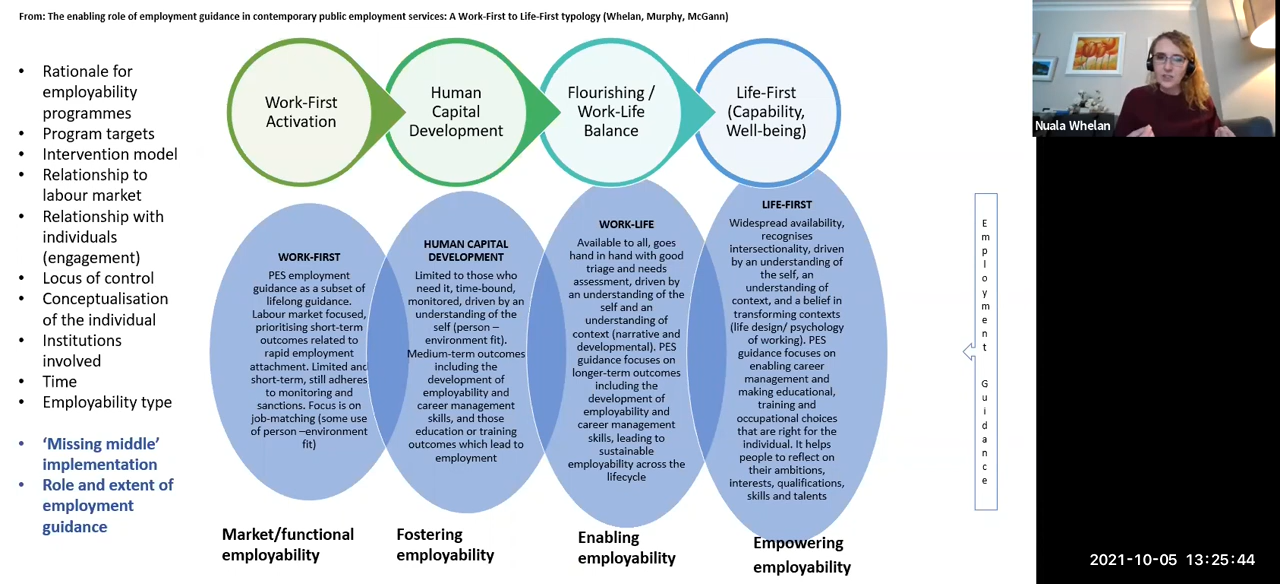 From: The enabling role of employment guidance in contemporary public employment services: A Work-First to Life-First typology (Whelan, Murphy, McGann)
• Rationale for
employability
programmes
• Program targets
• Intervention model
• Relationship to
labour market
• Relationship with
individuals
(engagement)
• Locus of control
• Conceptualisation
of the individual
• Institutions
involved
• Time
• Employability type
• ‘Missing middle’
implementation
• Role and extent of
employment
guidance
Work-First
Activation
Human
Capital
Development
Flourishing /
Work-Life
Balance
Life-First
(Capability,
Well-being)
WORK-FIRST
PES employment
guidance as a subset of
lifelong guidance.
Labour market focused,
prioritising short-term
outcomes related to
rapid employment
attachment. Limited and
short-term, still adheres
to monitoring and
sanctions. Focus is on
job-matching (some use
of person –environment
fit)
HUMAN CAPITAL
DEVELOPMENT
Limited to those who
need it, time-bound,
monitored, driven by an
understanding of the
self (person –
environment fit).
Medium-term outcomes
including the
development of
employability and
career management
skills, and those
education or training
outcomes which lead to
employment
WORK-LIFE
Available to all, goes
hand in hand with good
triage and needs
assessment, driven by
an understanding of the
self and an
understanding of
context (narrative and
developmental). PES
guidance focuses on
longer-term outcomes
including the
development of
employability and
career management
skills, leading to
sustainable
employability across the
lifecycle
LIFE-FIRST
Widespread availability,
recognises
intersectionality, driven
by an understanding of
the self, an
understanding of
context, and a belief in
transforming contexts
(life design/ psychology
of working). PES
guidance focuses on
enabling career
management and
making educational,
training and
occupational choices
that are right for the
individual. It helps
people to reflect on
their ambitions,
interests, qualifications,
skills and talents
Market/functional
employability
Fostering
employability
Enabling
employability
Empowering
employability
Employment Guidance
Nuala Whelan
2021-10-05 13:25:44